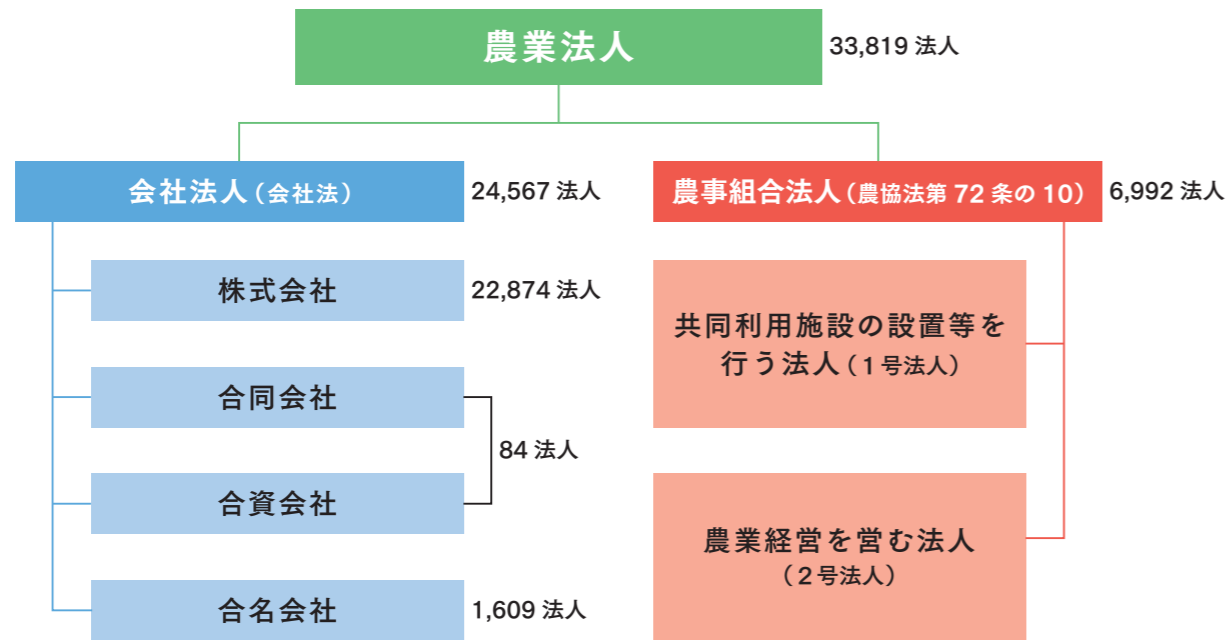 農業法人
33,819 法人
会社法人（会社法）
24,567 法人
農事組合法人（農協法第 72 条の 10）
6,992 法人
株式会社
22,874 法人
合同会社
84 法人
合資会社
合名会社
1,609 法人
共同利用施設の設置等を
行う法人（1号法人）
農業経営を営む法人
（2号法人）